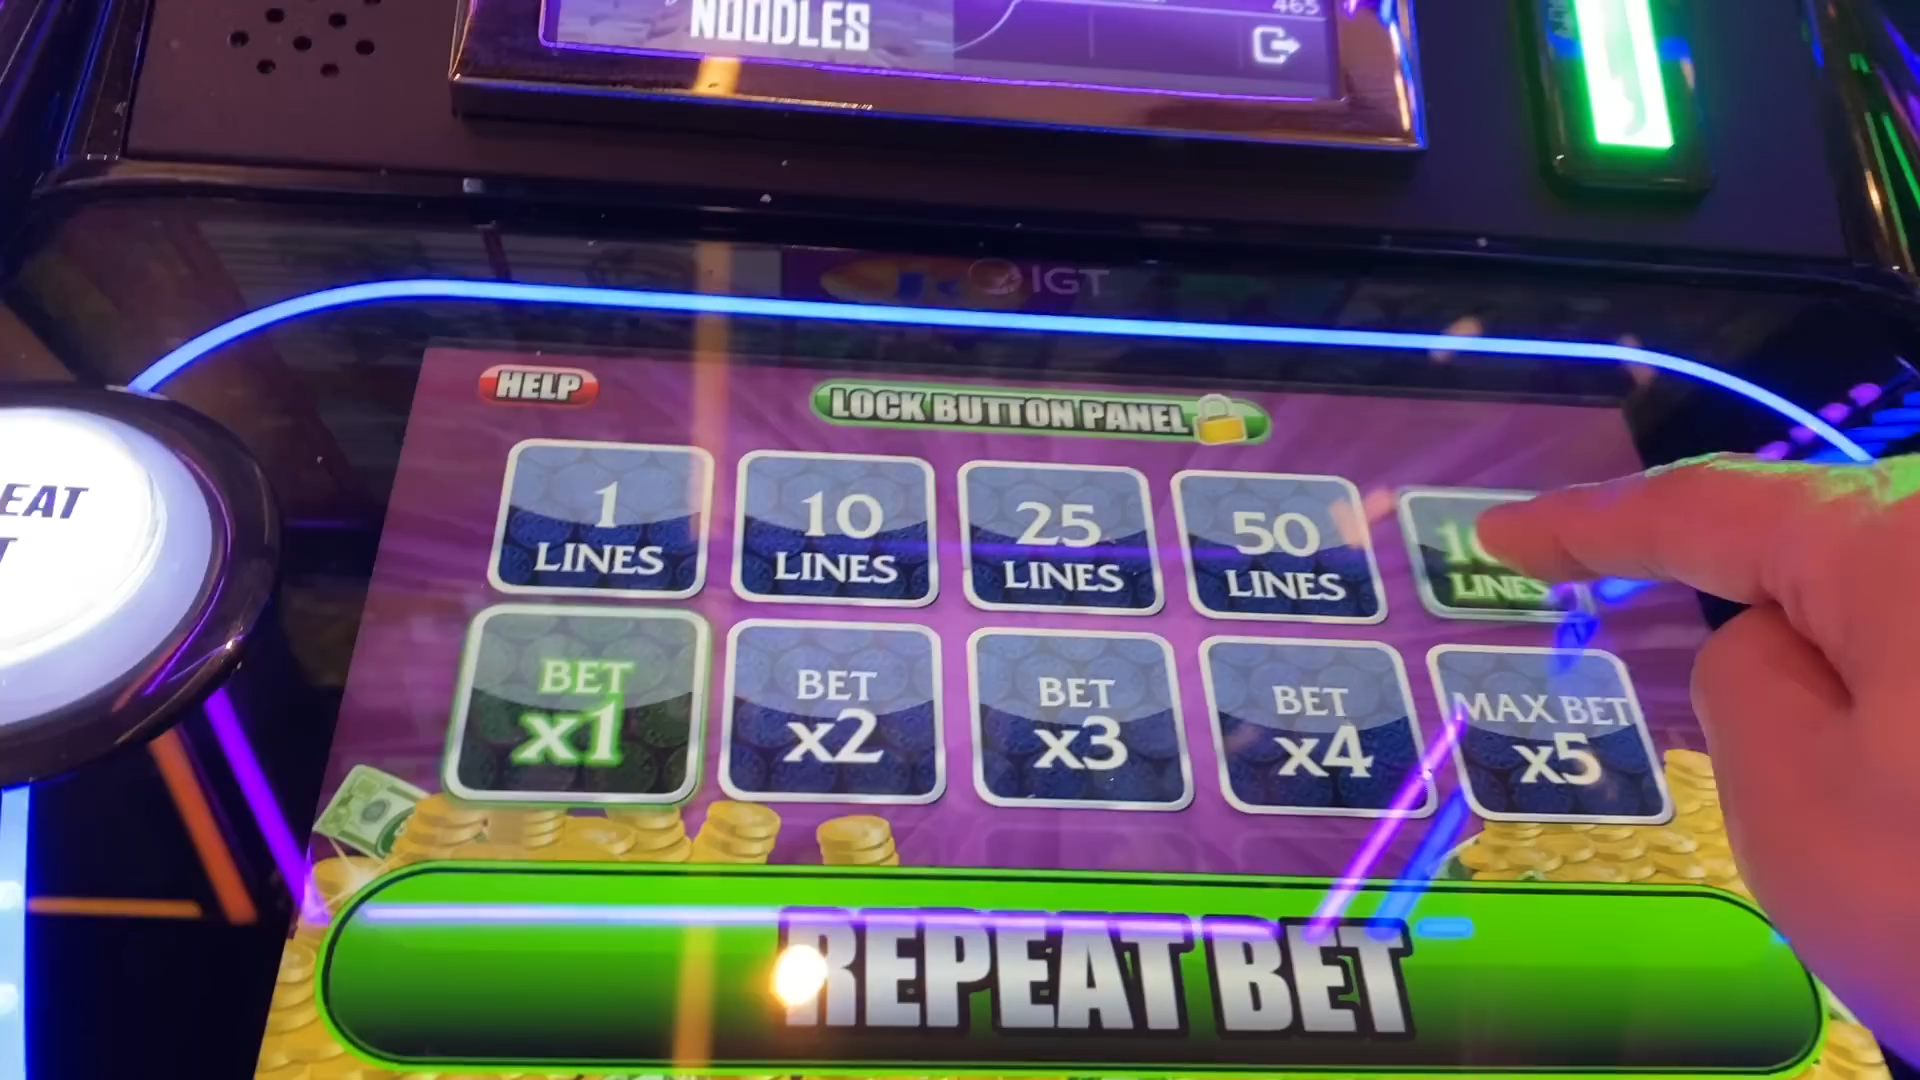 NOODLES
465
IGT
HELP
LOCK BUTTON PANEL
1
LINES
10
LINES
25
LINES
50
LINES
LINES
BET
x1
BET
x2
BET
x3
BET
x4
MAX BET
x5
REPEAT BET